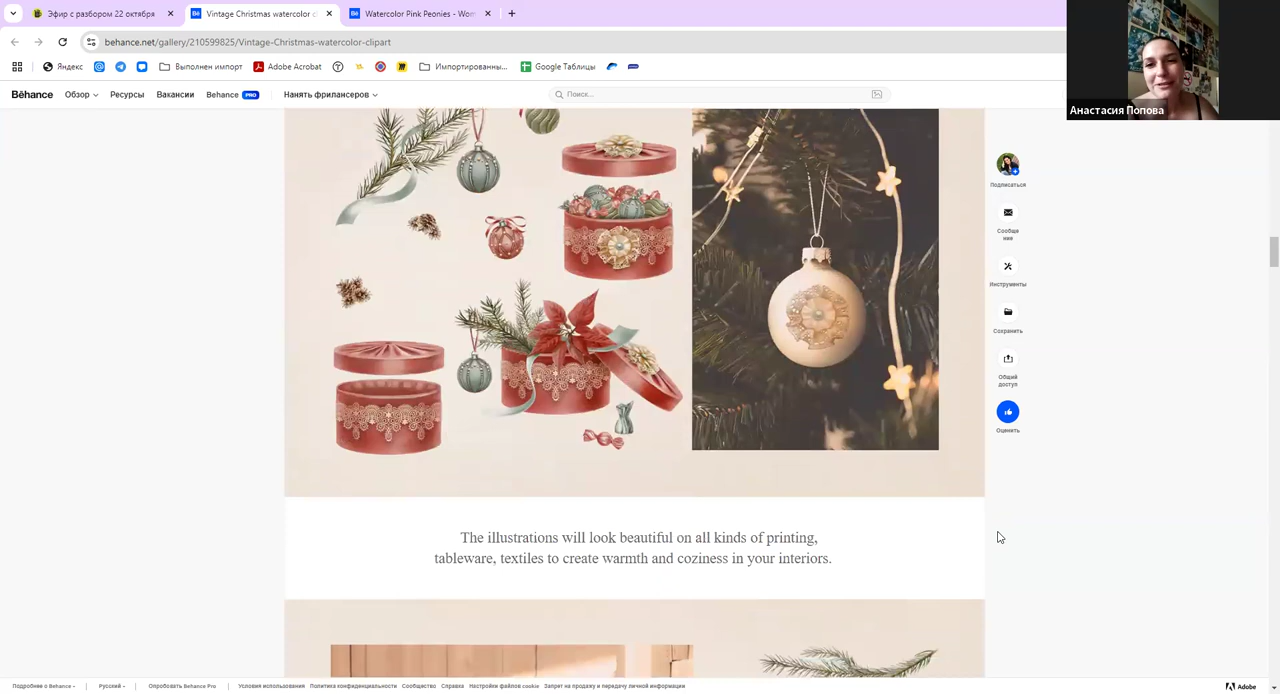 Эфир с разбором 22 октября
Vintage Christmas watercolor c
Watercolor Pink Peonies - Wom
behance.net/gallery/210599825/Vintage-Christmas-watercolor-clipart
Яндекс
Выполнен импорт
Adobe Acrobat
Импортированны...
Google Таблицы
Анастасия Попова
Bēhance
Обзор
Ресурсы
Вакансии
Behance PRO
Нанять фрилансеров
Поиск...
Подписаться
Сообще
ние
Инструменты
Сохранить
Общий
доступ
Оценить
The illustrations will look beautiful on all kinds of printing,
tableware, textiles to create warmth and coziness in your interiors.
Подробнее о Behance
Русский
Опробовать Behance Pro
Условия использования
Политика конфиденциальности
Сообщество
Справка
Настройки файлов cookie
Запрет на продажу и передачу личной информации
Adobe